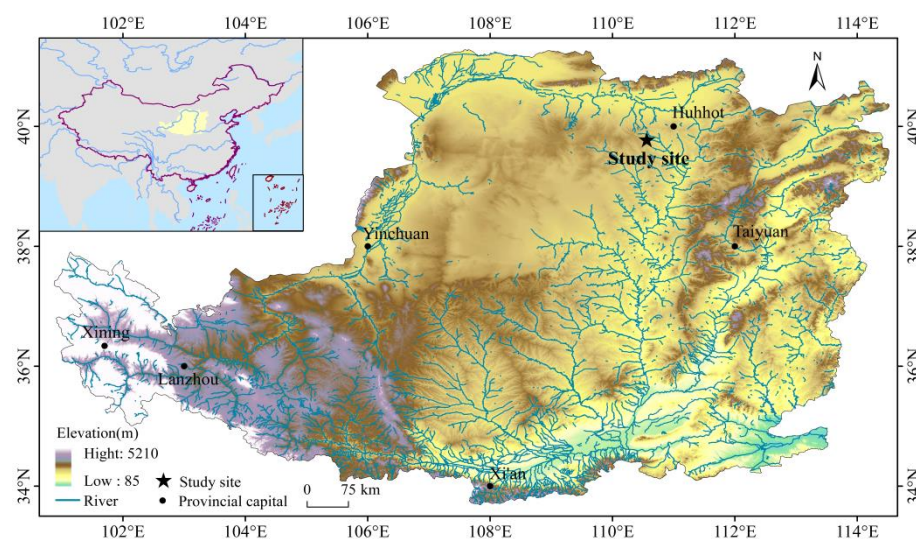 102°E 104°E 106°E 108°E 110°E 112°E 114°E
N
40°N 40°N
Huhhot
Study site
38°N 38°N
Yinchuan
Taiyuan
Xining
36°N 36°N
Lanzhou
Elevation(m)
Hight: 5210
Low : 85
Study site
River
Provincial capital
0 75 km
Xi'an
34°N 34°N
102°E 104°E 106°E 108°E 110°E 112°E 114°E